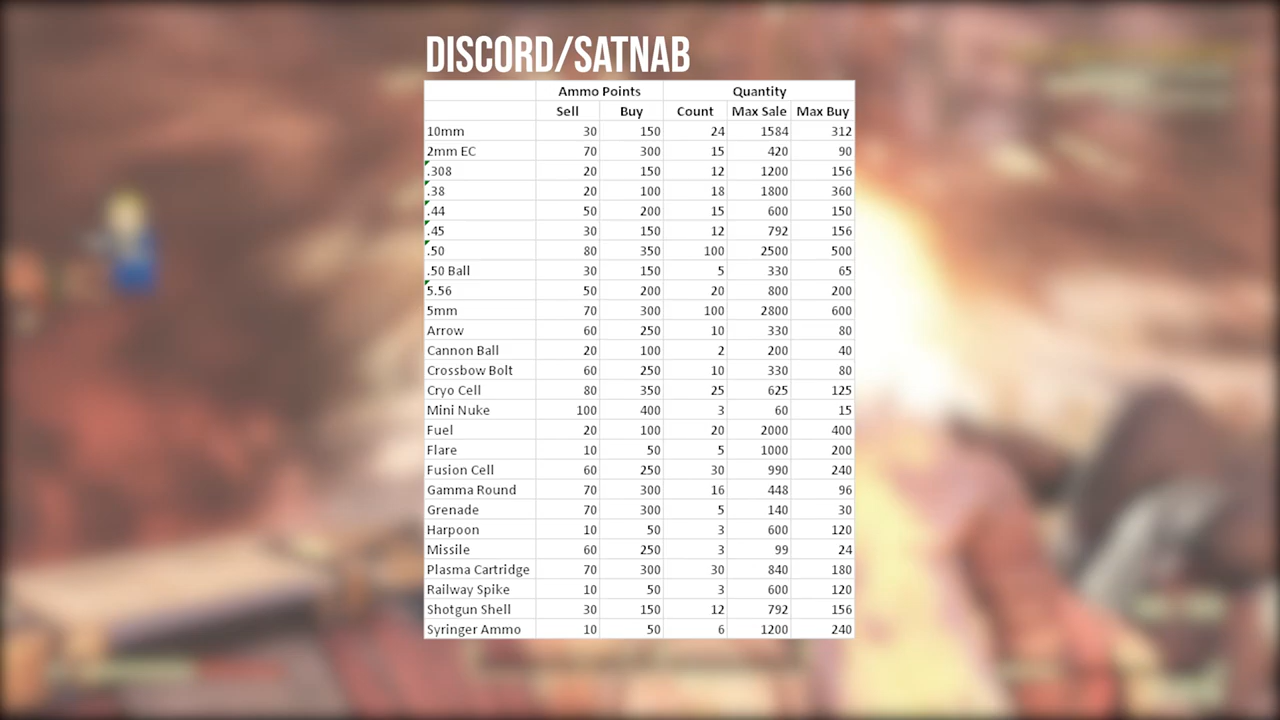 DISCORD/SATNAB
Ammo Points Quantity
Sell Buy Count Max Sale Max Buy
10mm 30 150 24 1584 312
2mm EC 70 300 15 420 90
.308 20 150 12 1200 156
.38 20 100 18 1800 360
.44 50 200 15 600 150
.45 30 150 12 792 156
.50 80 350 100 2500 500
.50 Ball 30 150 5 330 65
5.56 50 200 20 800 200
5mm 70 300 100 2800 600
Arrow 60 250 10 330 80
Cannon Ball 20 100 2 200 40
Crossbow Bolt 60 250 10 330 80
Cryo Cell 80 350 25 625 125
Mini Nuke 100 400 3 60 15
Fuel 20 100 20 2000 400
Flare 10 50 5 1000 200
Fusion Cell 60 250 30 990 240
Gamma Round 70 300 16 448 96
Grenade 70 300 5 140 30
Harpoon 10 50 3 600 120
Missile 60 250 3 99 24
Plasma Cartridge 70 300 30 840 180
Railway Spike 10 50 3 600 120
Shotgun Shell 30 150 12 792 156
Syringer Ammo 10 50 6 1200 240